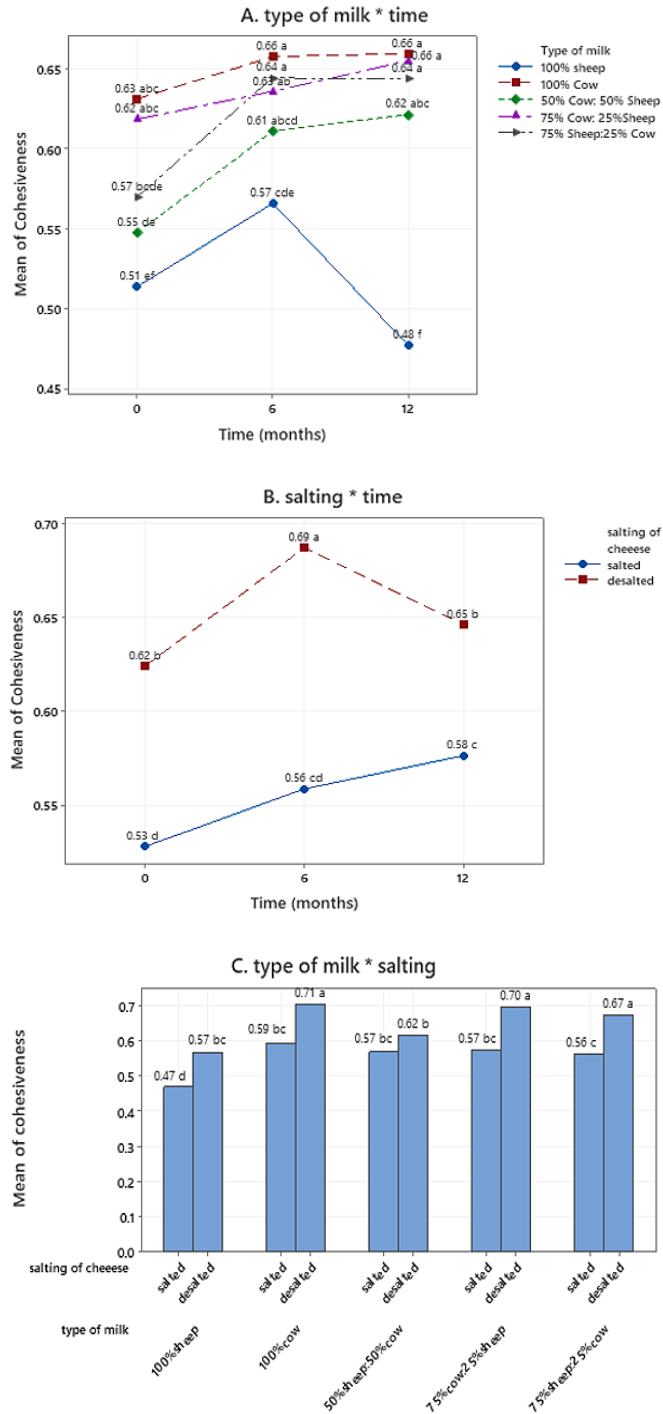 A. type of milk * time
Mean of Cohesiveness
0.65
0.60
0.55
0.50
0.45
0.63 abc
0.66 a
0.66 a
0.66 a
0.62 abc
0.64 a
0.63 ab
0.64 a
0.57 bcde
0.61 abcd
0.62 abc
0.55 de
0.57 cde
0.51 ef
0.48 f
0
6
12
Time (months)
Type of milk
100% sheep
100% Cow
50% Cow: 50% Sheep
75% Cow: 25%Sheep
75% Sheep:25% Cow
B. salting * time
Mean of Cohesiveness
0.70
0.65
0.60
0.55
0.62 b
0.69 a
0.65 b
0.53 d
0.56 cd
0.58 c
0
6
12
Time (months)
salting of
cheeese
salted
desalted
C. type of milk * salting
Mean of cohesiveness
0.7
0.6
0.5
0.4
0.3
0.2
0.1
0.0
0.47 d
0.57 bc
0.59 bc
0.71 a
0.57 bc
0.62 b
0.57 bc
0.70 a
0.56 c
0.67 a
salting of cheeese
salted
desalted
salted
desalted
salted
desalted
salted
desalted
salted
desalted
type of milk
100%sheep
100%cow
50%sheep:50%cow
75%cow:25%sheep
75%sheep:25%cow